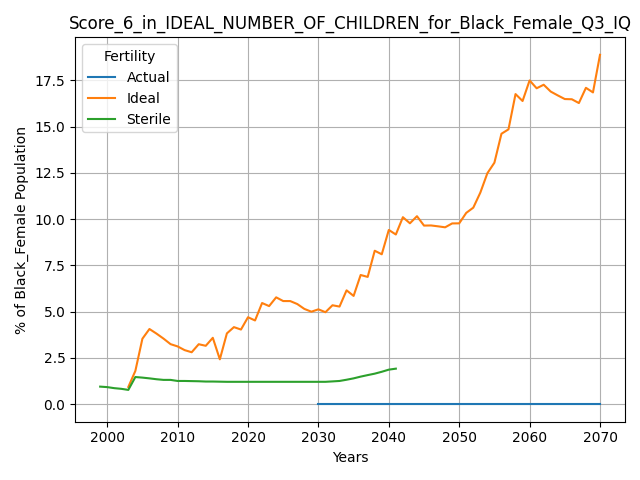 Score_6_in_IDEAL_NUMBER_OF_CHILDREN_for_Black_Female_Q3_IQ
Fertility
Actual
Ideal
Sterile
% of Black_Female Population
17.5
15.0
12.5
10.0
7.5
5.0
2.5
0.0
2000 2010 2020 2030 2040 2050 2060 2070
Years